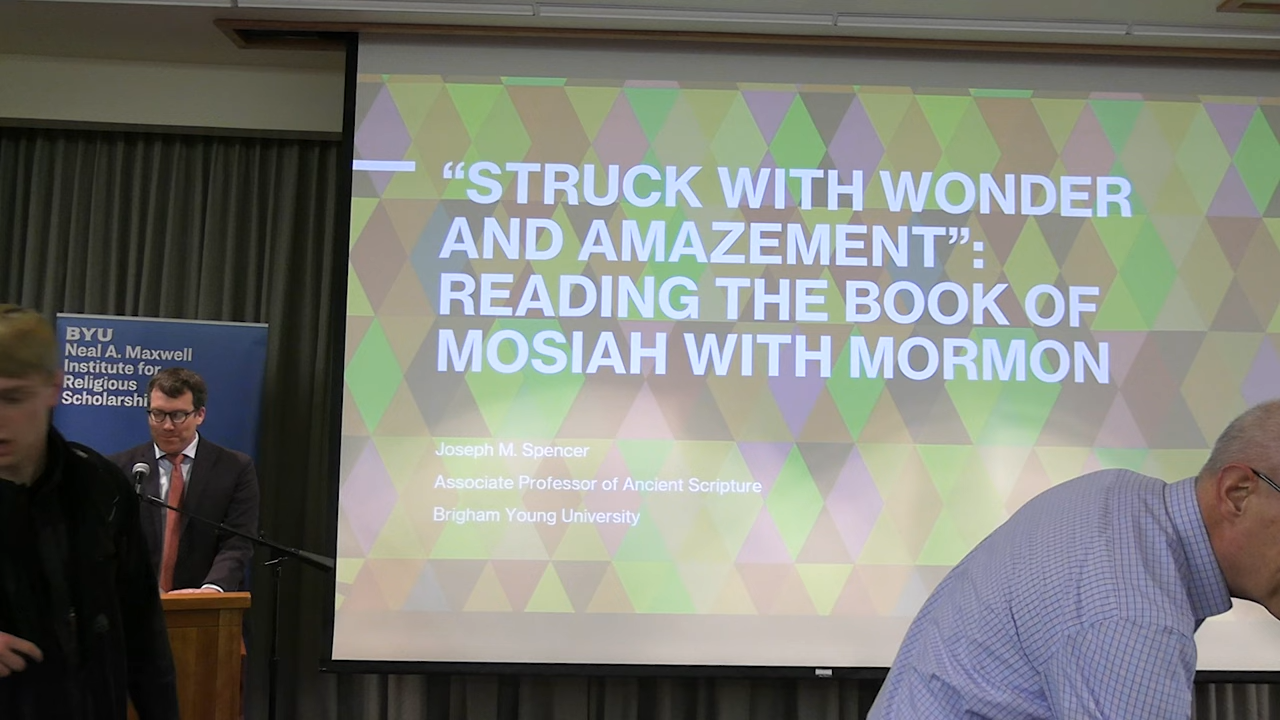 BYU
Neal A. Maxwell
Institute for
Religious
“STRUCK WITH WONDER
AND AMAZEMENT”:
READING THE BOOK OF
MOSIAH WITH MORMON
Joseph M. Spencer
Associate Professor of Ancient Scripture
Brigham Young University